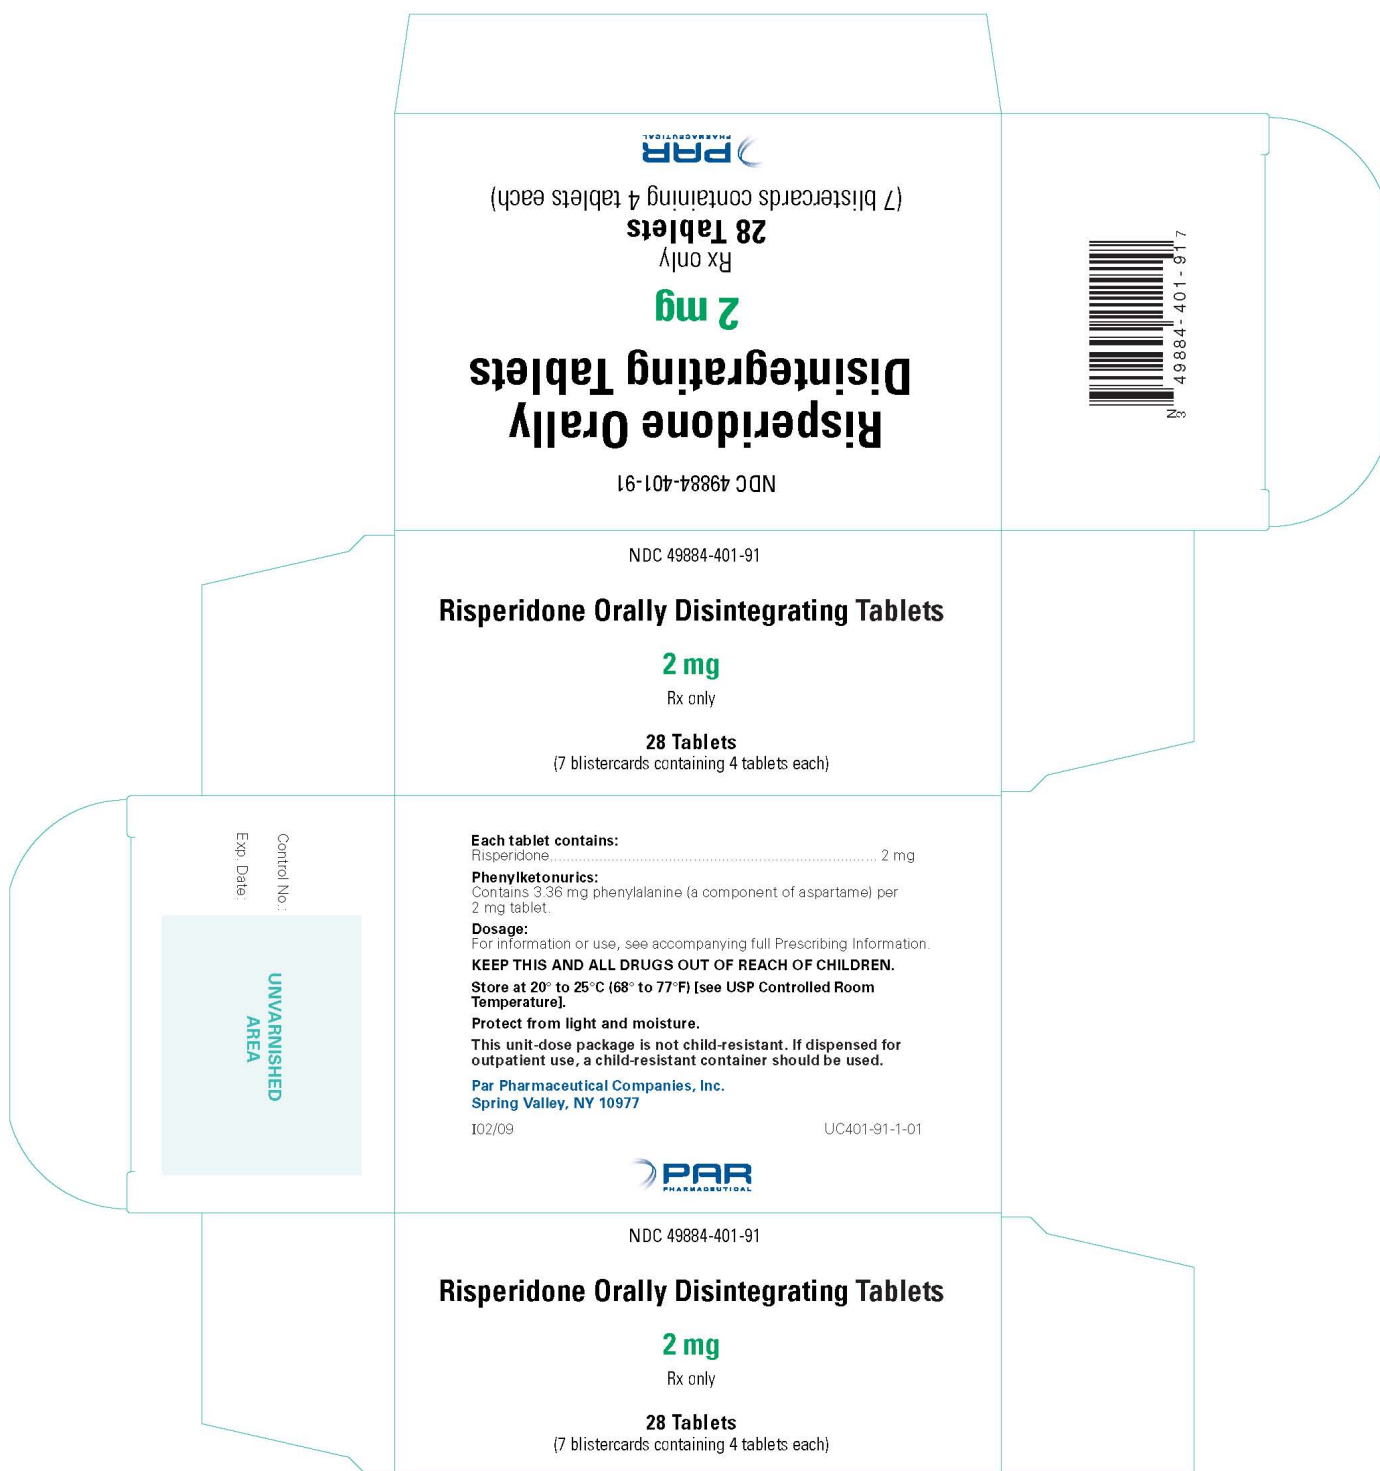 PAR
PHARMACEUTICAL
(7 blistercards containing 4 tablets each)
28 Tablets
Rx only
2 mg
Disintegrating Tablets
Risperidone Orally
NDC 49884-401-91
N
3 49884-401-91 7
NDC 49884-401-91
Risperidone Orally Disintegrating Tablets
2 mg
Rx only
28 Tablets
(7 blistercards containing 4 tablets each)
Control No.:
Exp. Date:
UNVARNISHED
AREA
Each tablet contains:
Risperidone............................................................................ 2 mg
Phenylketonurics:
Contains 3.36 mg phenylalanine (a component of aspartame) per
2 mg tablet.
Dosage:
For information or use, see accompanying full Prescribing Information.
KEEP THIS AND ALL DRUGS OUT OF REACH OF CHILDREN.
Store at 20° to 25°C (68° to 77°F) [see USP Controlled Room
Temperature].
Protect from light and moisture.
This unit-dose package is not child-resistant. If dispensed for
outpatient use, a child-resistant container should be used.
Par Pharmaceutical Companies, Inc.
Spring Valley, NY 10977
I02/09 UC401-91-1-01
PAR
PHARMACEUTICAL
NDC 49884-401-91
Risperidone Orally Disintegrating Tablets
2 mg
Rx only
28 Tablets
(7 blistercards containing 4 tablets each)